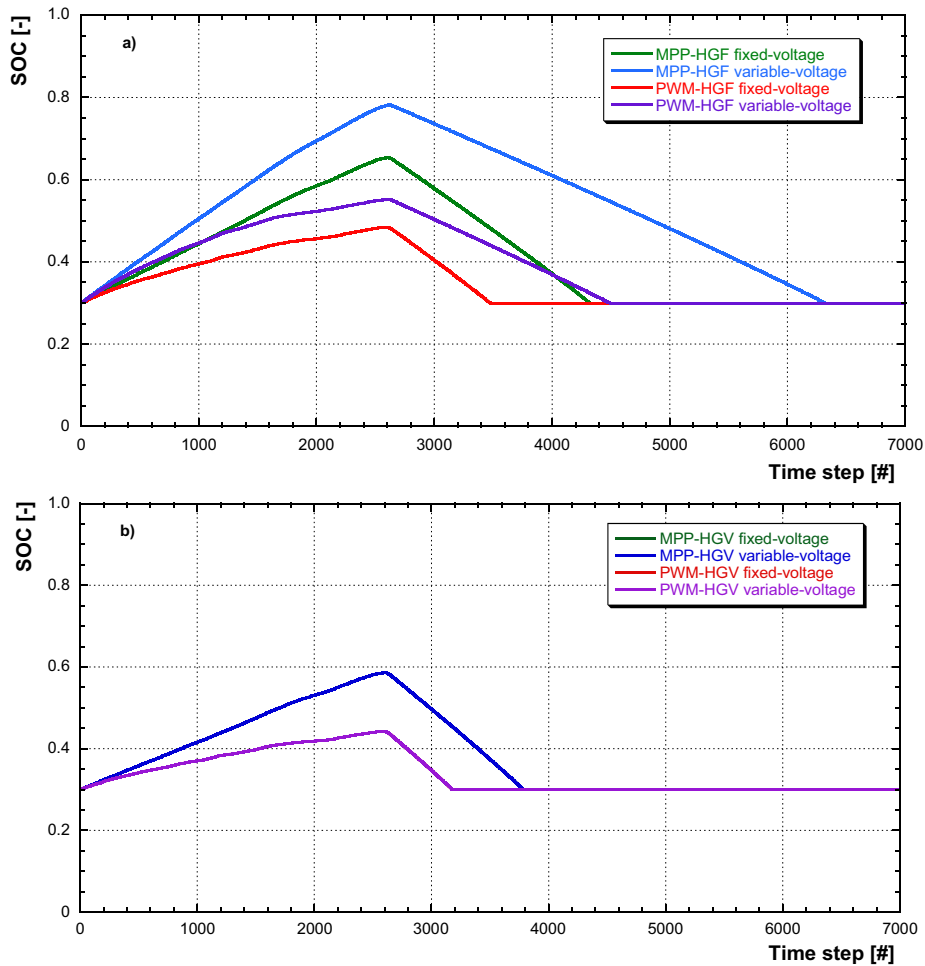 1.0
a)
SOC [-]
MPP-HGF fixed-voltage
MPP-HGF variable-voltage
PWM-HGF fixed-voltage
PWM-HGF variable-voltage
0.8
0.6
0.4
0.2
0
0 1000 2000 3000 4000 5000 6000 7000
Time step [#]
1.0
b)
SOC [-]
MPP-HGV fixed-voltage
MPP-HGV variable-voltage
PWM-HGV fixed-voltage
PWM-HGV variable-voltage
0.8
0.6
0.4
0.2
0
0 1000 2000 3000 4000 5000 6000 7000
Time step [#]